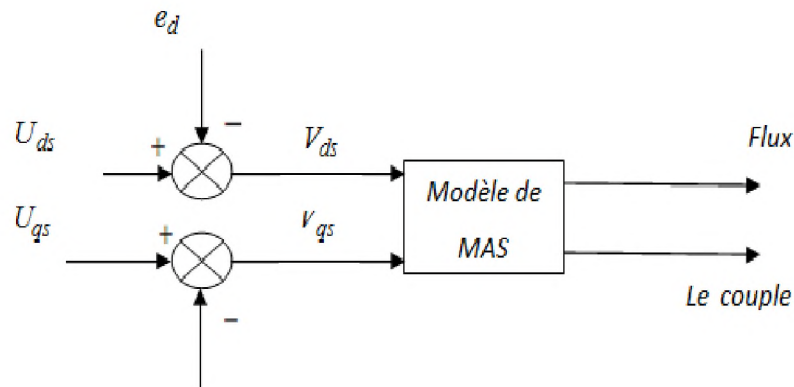 e_d
−
U_ds
+
V_ds
Flux
Modèle de
MAS
U_qs
+
v_qs
−
Le couple